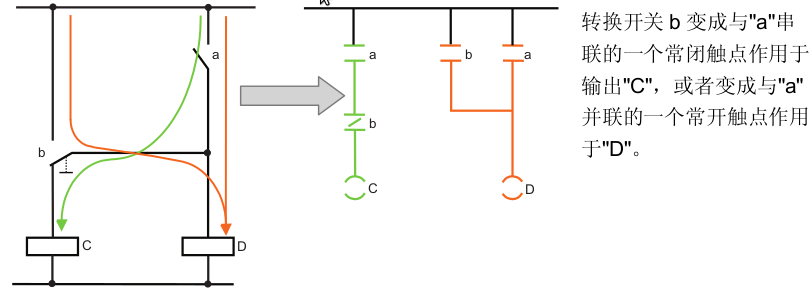 a
b
C
D
a
b
C
b
a
D
转换开关 b 变成与"a"串
联的一个常闭触点作用于
输出"C"，或者变成与"a"
并联的一个常开触点作用
于"D"。